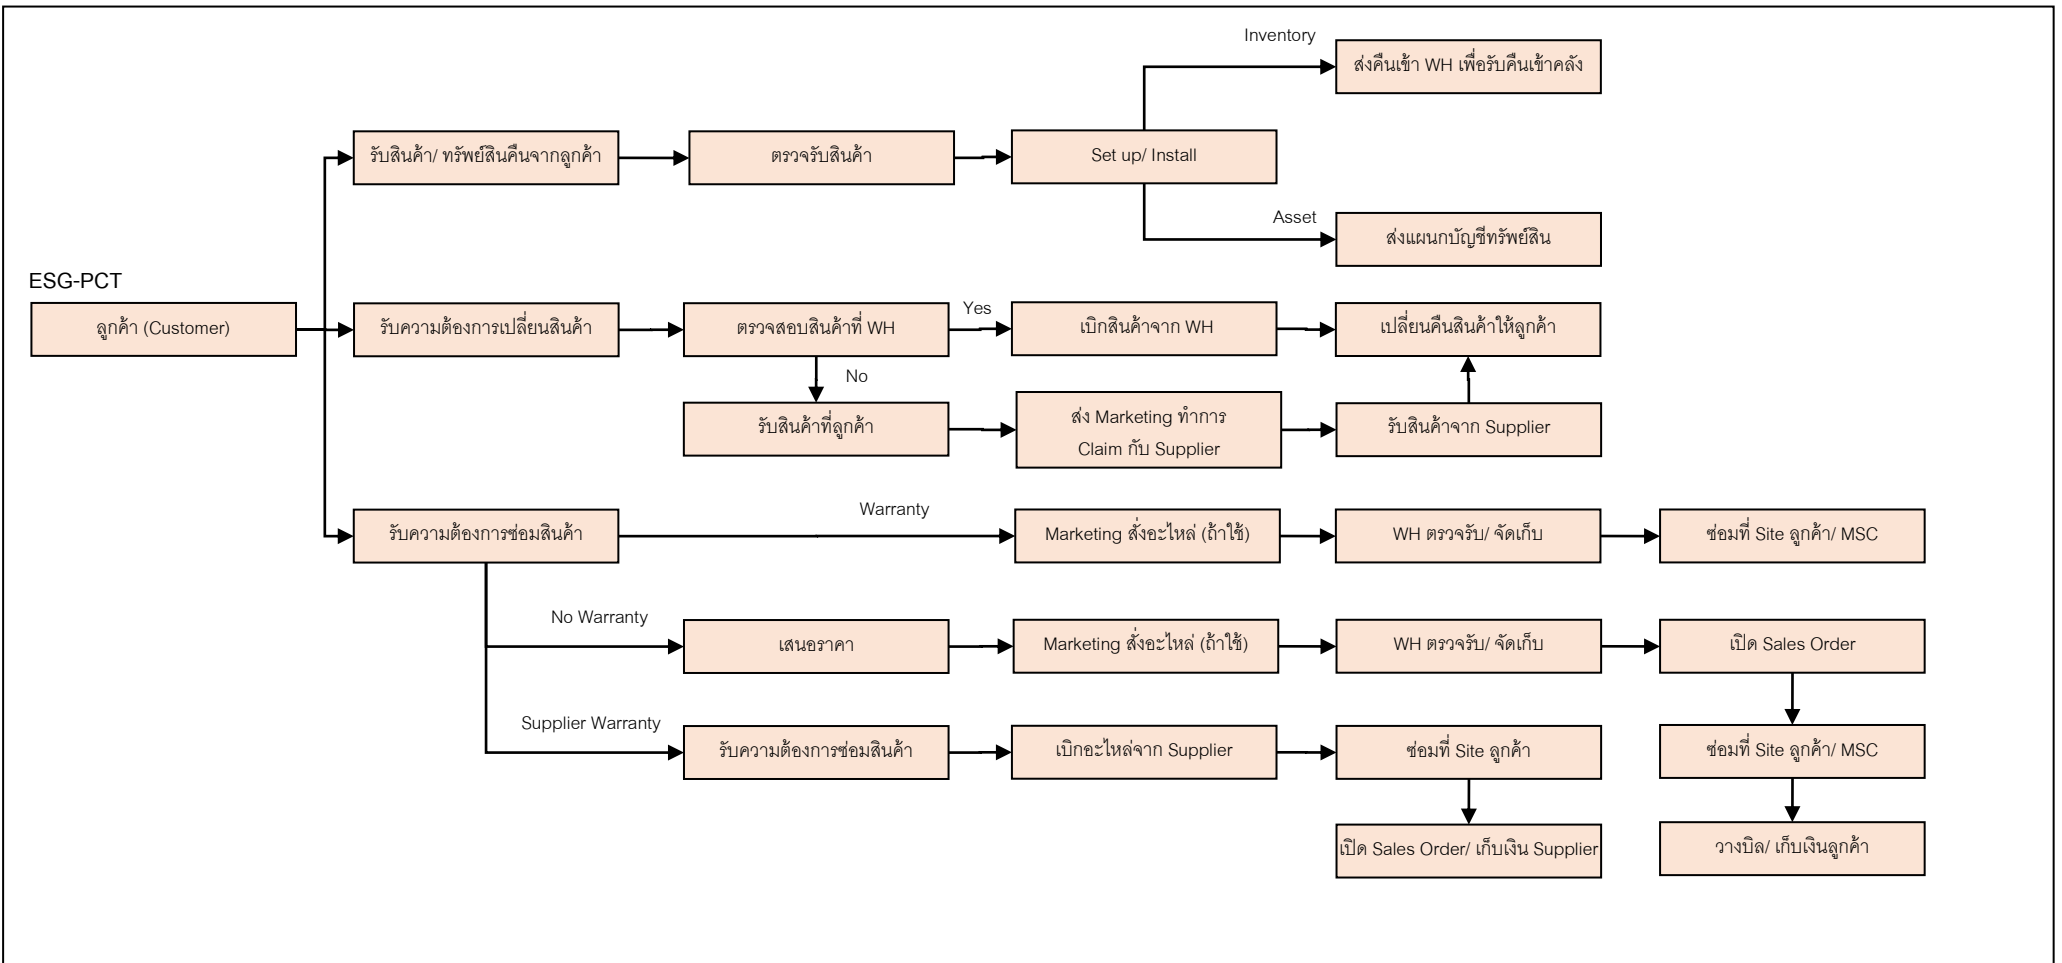 Inventory
ส่งคืนเข้า WH เพื่อรับคืนเข้าคลัง
รับสินค้า/ ทรัพย์สินคืนจากลูกค้า
ตรวจรับสินค้า
Set up/ Install
Asset
ส่งแผนกบัญชีทรัพย์สิน
ESG-PCT
ลูกค้า (Customer)
รับความต้องการเปลี่ยนสินค้า
ตรวจสอบสินค้าที่ WH
Yes
เบิกสินค้าจาก WH
เปลี่ยนคืนสินค้าให้ลูกค้า
No
รับสินค้าที่ลูกค้า
ส่ง Marketing ทำการ
Claim กับ Supplier
รับสินค้าจาก Supplier
รับความต้องการซ่อมสินค้า
Warranty
Marketing สั่งอะไหล่ (ถ้าใช้)
WH ตรวจรับ/ จัดเก็บ
ซ่อมที่ Site ลูกค้า/ MSC
No Warranty
เสนอราคา
Marketing สั่งอะไหล่ (ถ้าใช้)
WH ตรวจรับ/ จัดเก็บ
เปิด Sales Order
Supplier Warranty
รับความต้องการซ่อมสินค้า
เบิกอะไหล่จาก Supplier
ซ่อมที่ Site ลูกค้า
ซ่อมที่ Site ลูกค้า/ MSC
เปิด Sales Order/ เก็บเงิน Supplier
วางบิล/ เก็บเงินลูกค้า